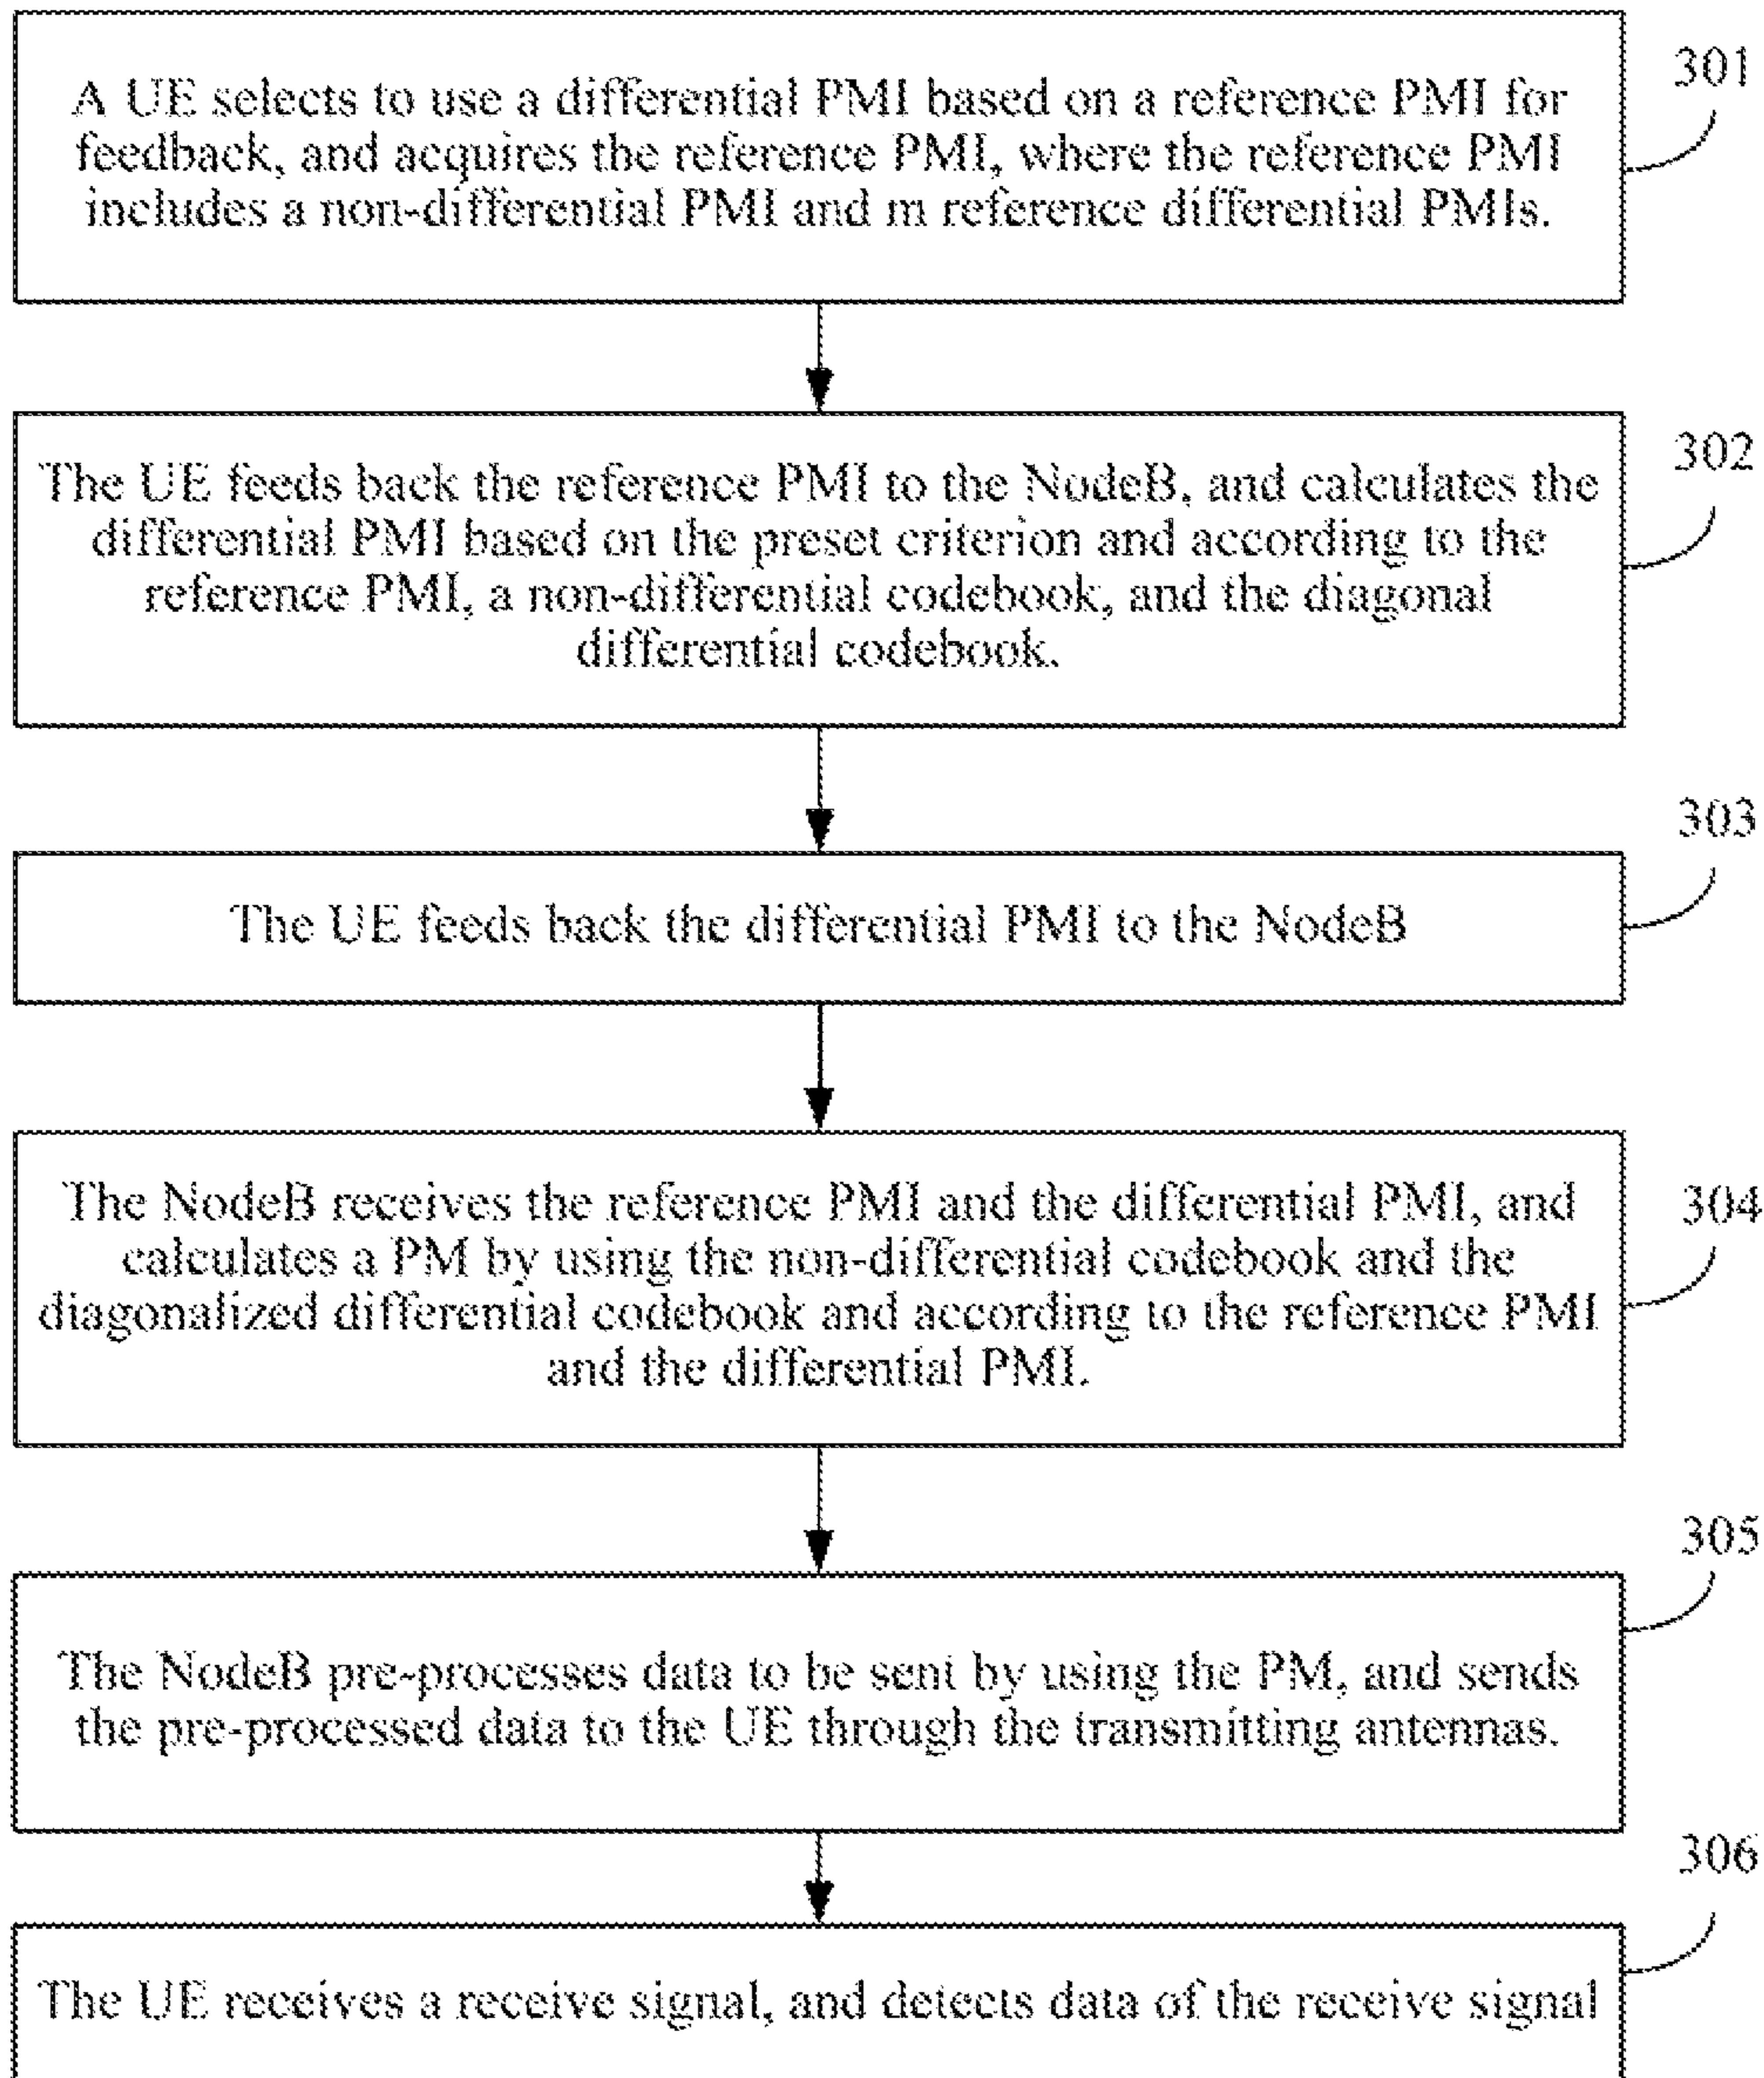 301
A UE selects to use a differential PMI based on a reference PMI for
feedback, and acquires the reference PMI, where the reference PMI
includes a non-differential PMI and m reference differential PMIs.
302
The UE feeds back the reference PMI to the NodeB, and calculates the
differential PMI based on the preset criterion and according to the
reference PMI, a non-differential codebook, and the diagonal
differential codebook.
303
The UE feeds back the differential PMI to the NodeB
304
The NodeB receives the reference PMI and the differential PMI, and
calculates a PM by using the non-differential codebook and the
diagonalized differential codebook and according to the reference PMI
and the differential PMI.
305
The NodeB pre-processes data to be sent by using the PM, and sends
the pre-processed data to the UE through the transmitting antennas.
306
The UE receives a receive signal, and detects data of the receive signal